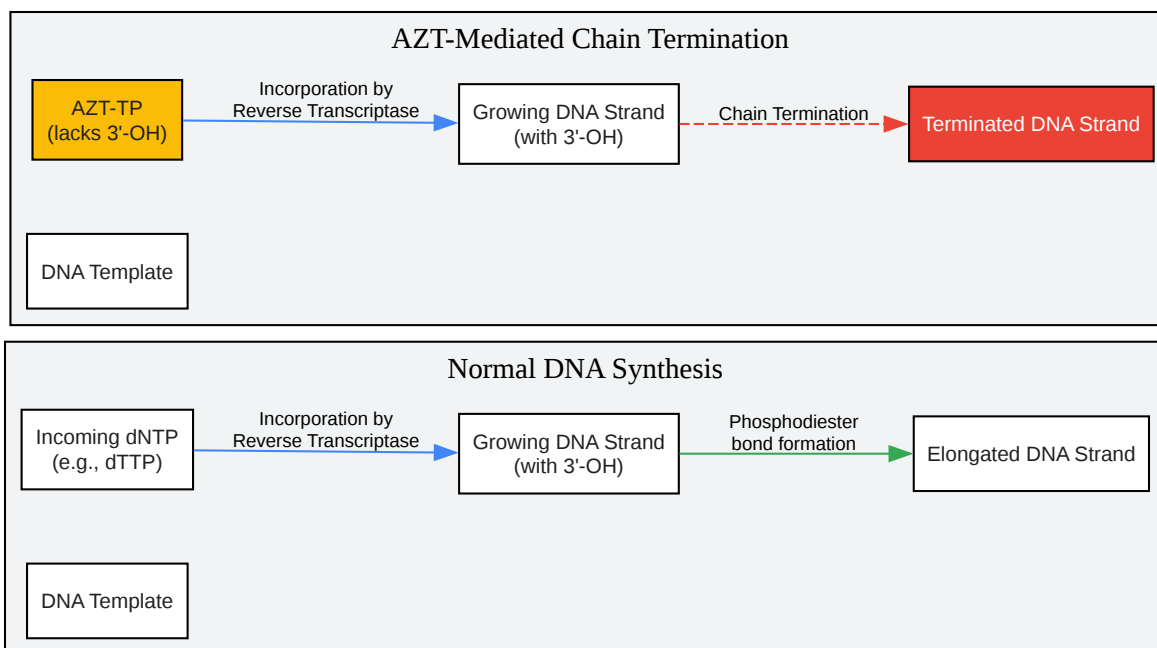 AZT-Mediated Chain Termination
AZT-TP
(lacks 3'-OH)
Incorporation by
Reverse Transcriptase
Growing DNA Strand
(with 3'-OH)
Chain Termination
Terminated DNA Strand
DNA Template
Normal DNA Synthesis
Incoming dNTP
(e.g., dTTP)
Incorporation by
Reverse Transcriptase
Growing DNA Strand
(with 3'-OH)
Phosphodiester
bond formation
Elongated DNA Strand
DNA Template